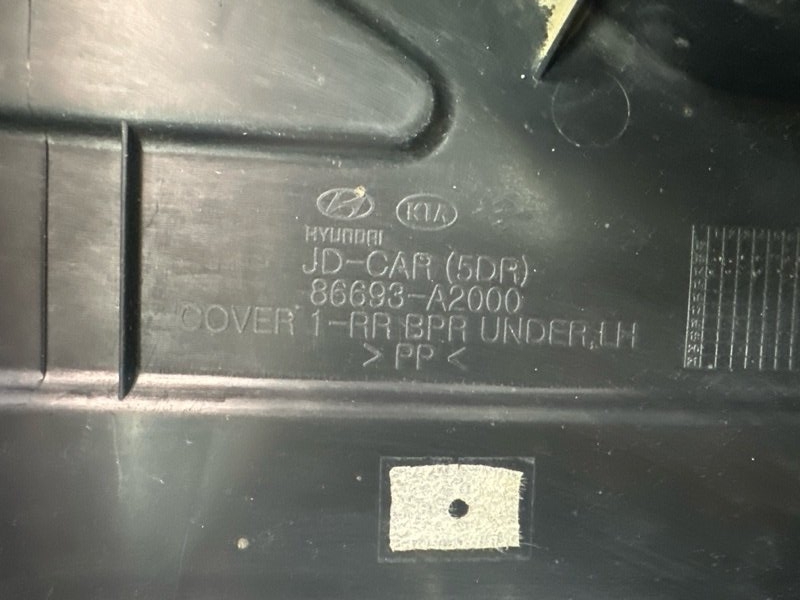 KIA
HYUNDAI
JD-CAR (5DR)
86693-A2000
COVER 1-RR BPR UNDER,LH
>PP<